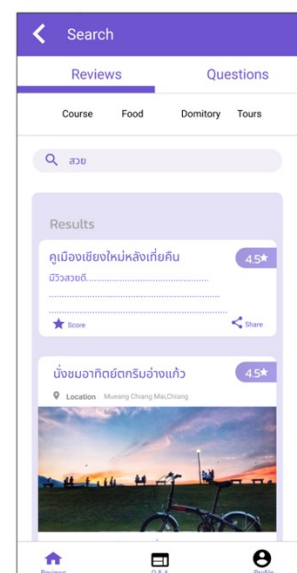 Search
Reviews Questions
Course Food Domitory Tours
สวย
Results
คูเมืองเชียงใหม่หลังเที่ยคืน
4.5★
มีวิวสวยดี..................................................
......................................................................
......................................................................
Score
Share
นั่งชมอาทิตย์ตกริมอ่างแก้ว
4.5★
Location Mueang Chiang Mai,Chiang
Reviews Q & A Profile